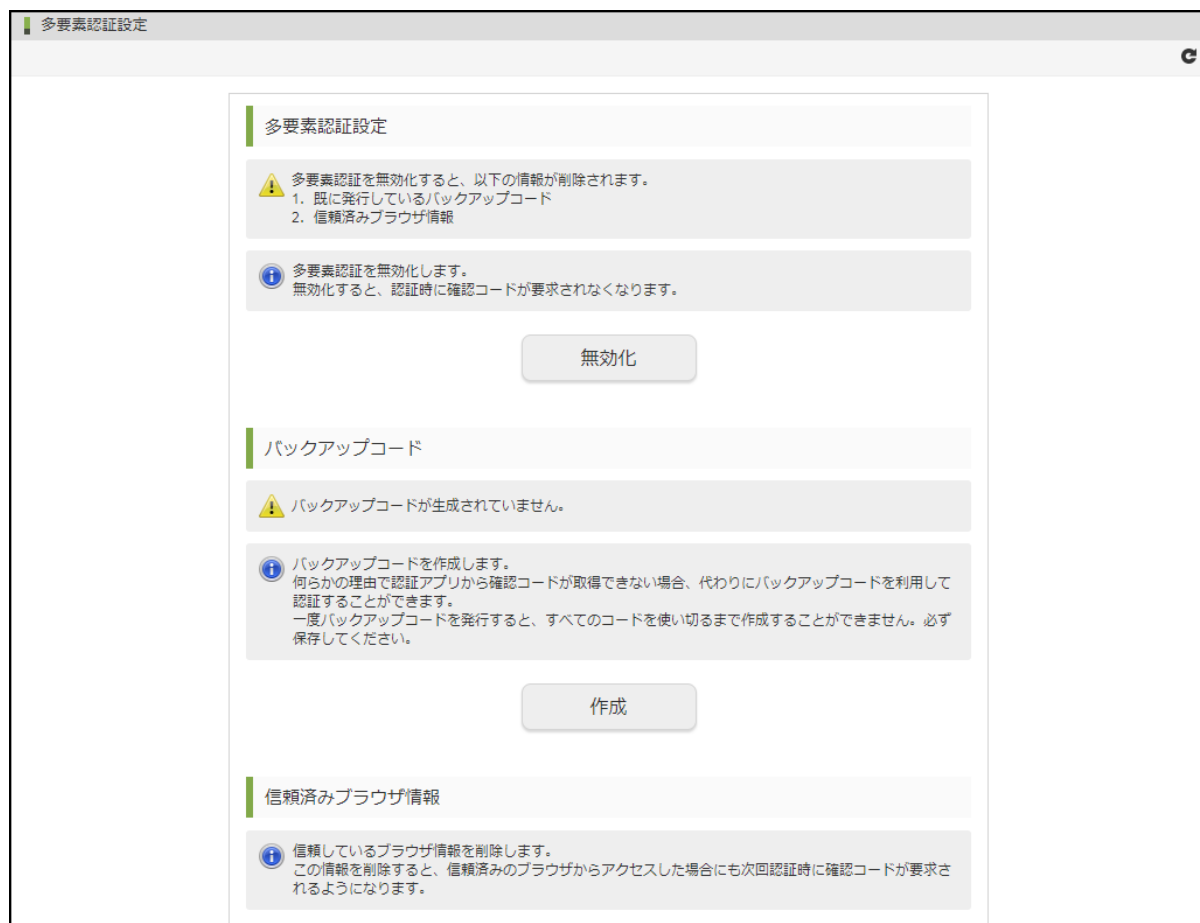 多要素認証設定
多要素認証設定
多要素認証を無効化すると、以下の情報が削除されます。
1. 既に発行しているバックアップコード
2. 信頼済みブラウザ情報
多要素認証を無効化します。
無効化すると、認証時に確認コードが要求されなくなります。
無効化
バックアップコード
バックアップコードが生成されていません。
バックアップコードを作成します。
何らかの理由で認証アプリから確認コードが取得できない場合、代わりにバックアップコードを利用して
認証することができます。
一度バックアップコードを発行すると、すべてのコードを使い切るまで作成することができません。必ず
保存してください。
作成
信頼済みブラウザ情報
信頼しているブラウザ情報を削除します。
この情報を削除すると、信頼済みのブラウザからアクセスした場合にも次回認証時に確認コードが要求さ
れるようになります。